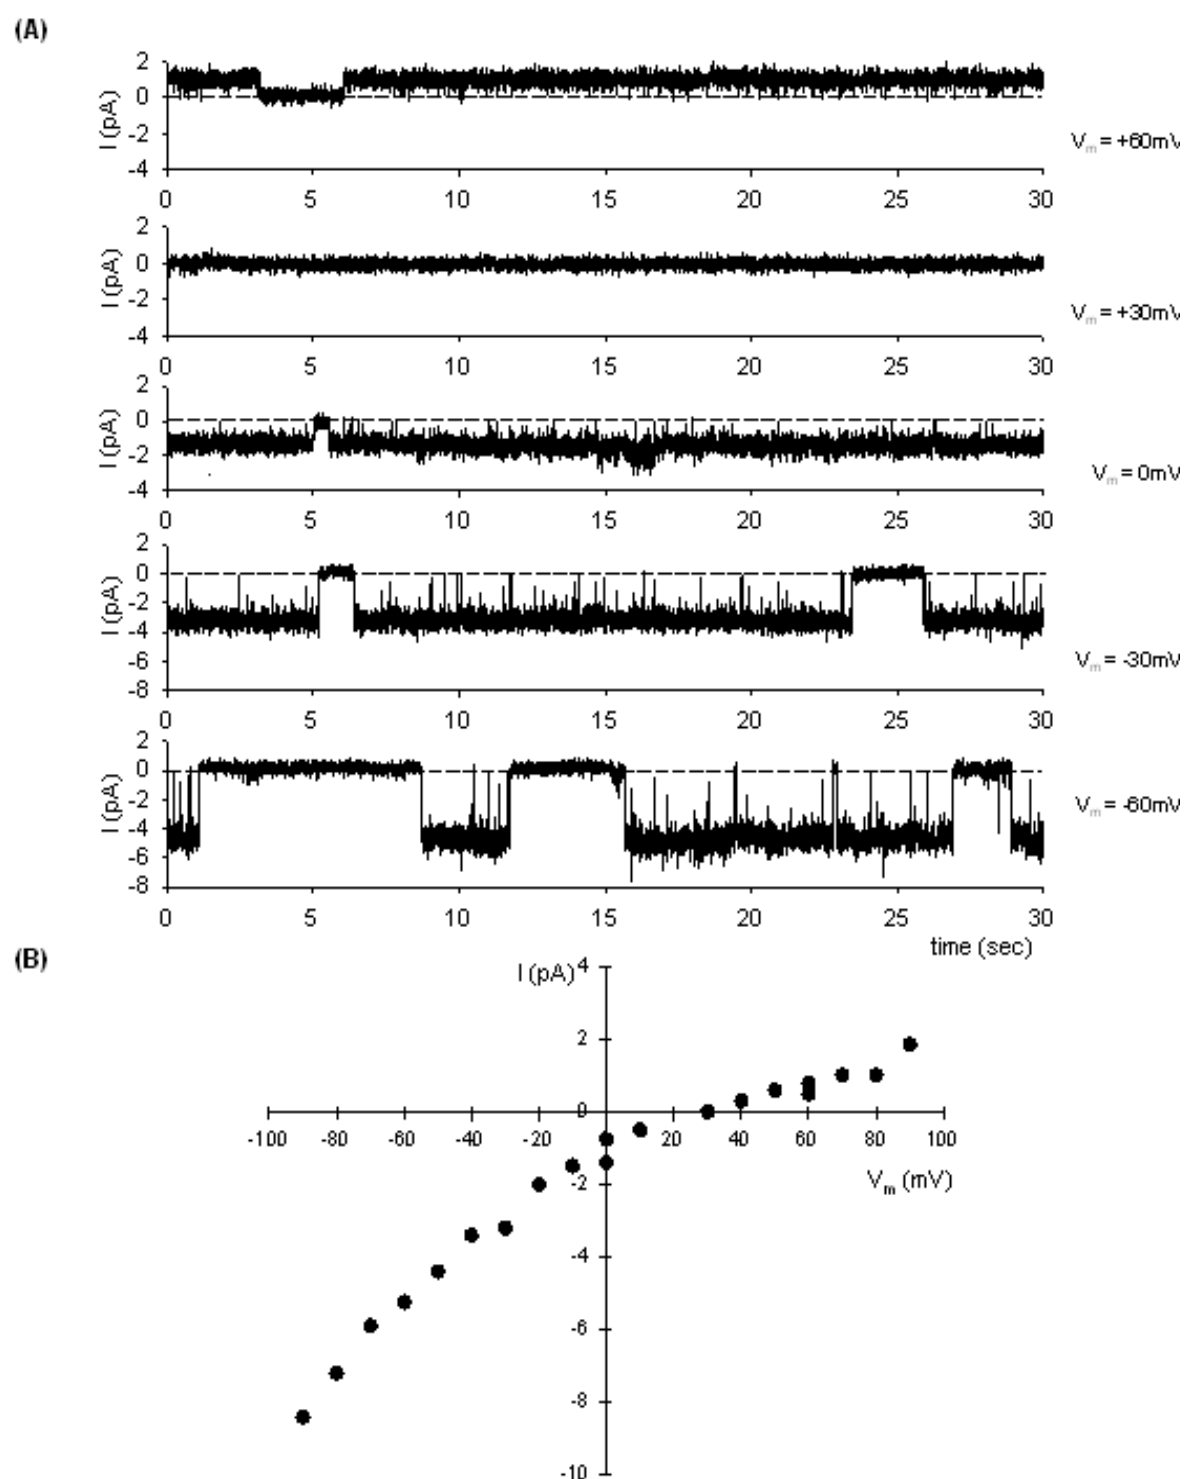 (A)
2
0
-2
-4
I (pA)
0 5 10 15 20 25 30
Vm = +60mV
2
0
-2
-4
I (pA)
0 5 10 15 20 25 30
Vm = +30mV
2
0
-2
-4
I (pA)
0 5 10 15 20 25 30
Vm = 0mV
2
0
-2
-4
-6
-8
I (pA)
0 5 10 15 20 25 30
Vm = -30mV
2
0
-2
-4
-6
-8
I (pA)
0 5 10 15 20 25 30
Vm = -60mV
time (sec)
(B)
I (pA)
4
2
0
-100 -80 -60 -40 -20 20 40 60 80 100
Vm (mV)
-2
-4
-6
-8
-10